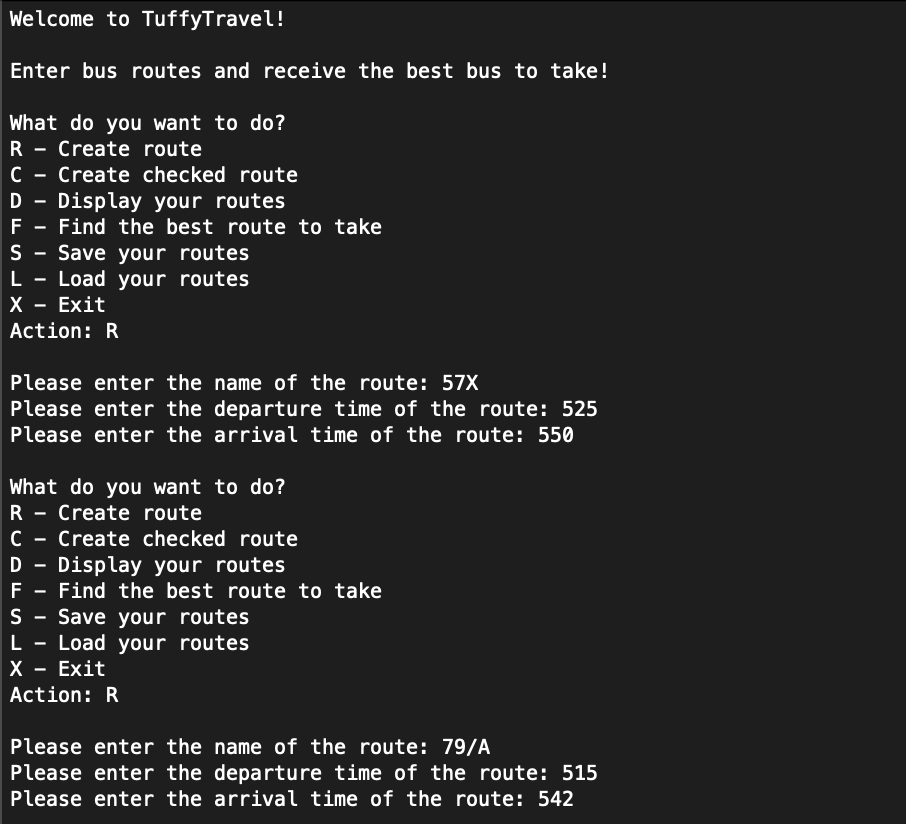 Welcome to TuffyTravel!
Enter bus routes and receive the best bus to take!
What do you want to do?
R – Create route
C – Create checked route
D – Display your routes
F – Find the best route to take
S – Save your routes
L – Load your routes
X – Exit
Action: R
Please enter the name of the route: 57X
Please enter the departure time of the route: 525
Please enter the arrival time of the route: 550
What do you want to do?
R – Create route
C – Create checked route
D – Display your routes
F – Find the best route to take
S – Save your routes
L – Load your routes
X – Exit
Action: R
Please enter the name of the route: 79/A
Please enter the departure time of the route: 515
Please enter the arrival time of the route: 542